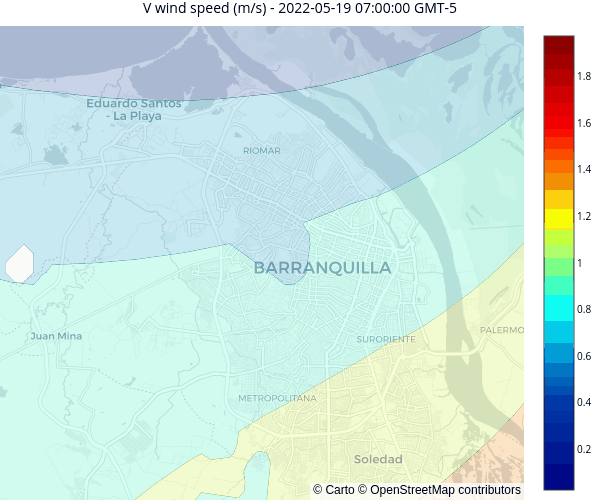 V wind speed (m/s) - 2022-05-19 07:00:00 GMT-5
Eduardo Santos
- La Playa
RIOMAR
BARRANQUILLA
Juan Mina
SURORIENTE
PALERMO
METROPOLITANA
Soledad
© Carto © OpenStreetMap contributors
1.8
1.6
1.4
1.2
1
0.8
0.6
0.4
0.2